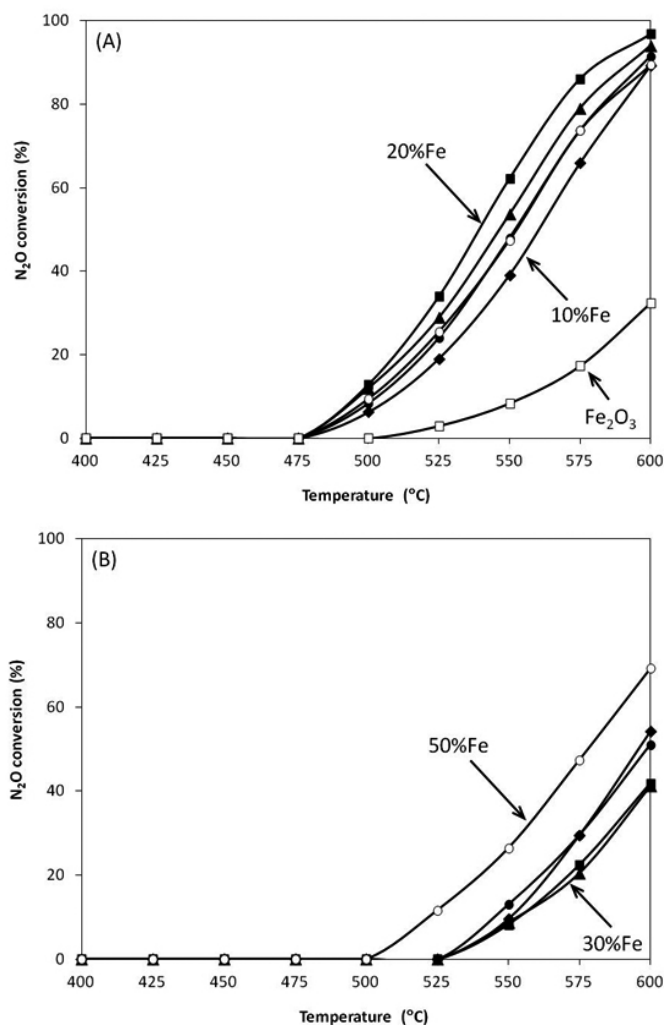 (A)
100
80
60
40
20
0
N₂O conversion (%)
20%Fe
10%Fe
Fe₂O₃
400 425 450 475 500 525 550 575 600
Temperature (°C)
(B)
100
80
60
40
20
0
N₂O conversion (%)
50%Fe
30%Fe
400 425 450 475 500 525 550 575 600
Temperature (°C)